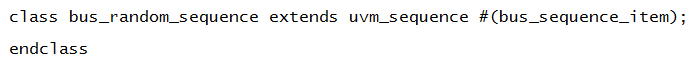 class bus_random_sequence extends uvm_sequence #(bus_sequence_item);
endclass